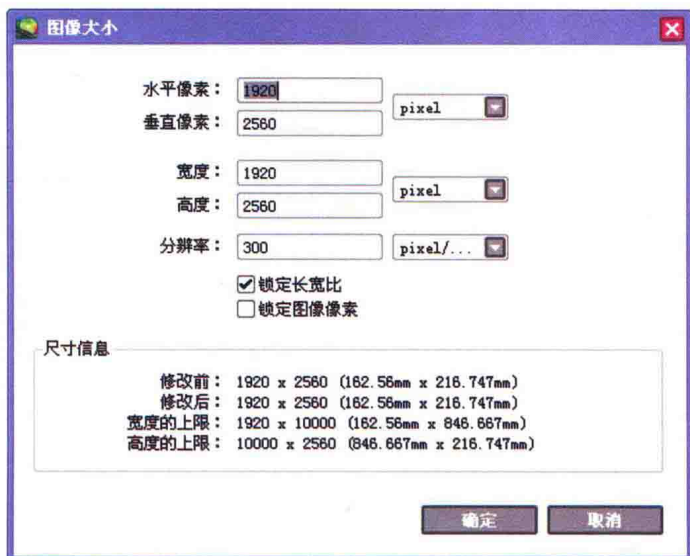 图像大小
水平像素： 1920 pixel
垂直像素： 2560
宽度： 1920 pixel
高度： 2560
分辨率： 300 pixel/...
锁定长宽比
锁定图像像素
尺寸信息
修改前： 1920 x 2560 (162.56mm x 216.747mm)
修改后： 1920 x 2560 (162.56mm x 216.747mm)
宽度的上限： 1920 x 10000 (162.56mm x 846.667mm)
高度的上限： 10000 x 2560 (846.667mm x 216.747mm)
确定 取消